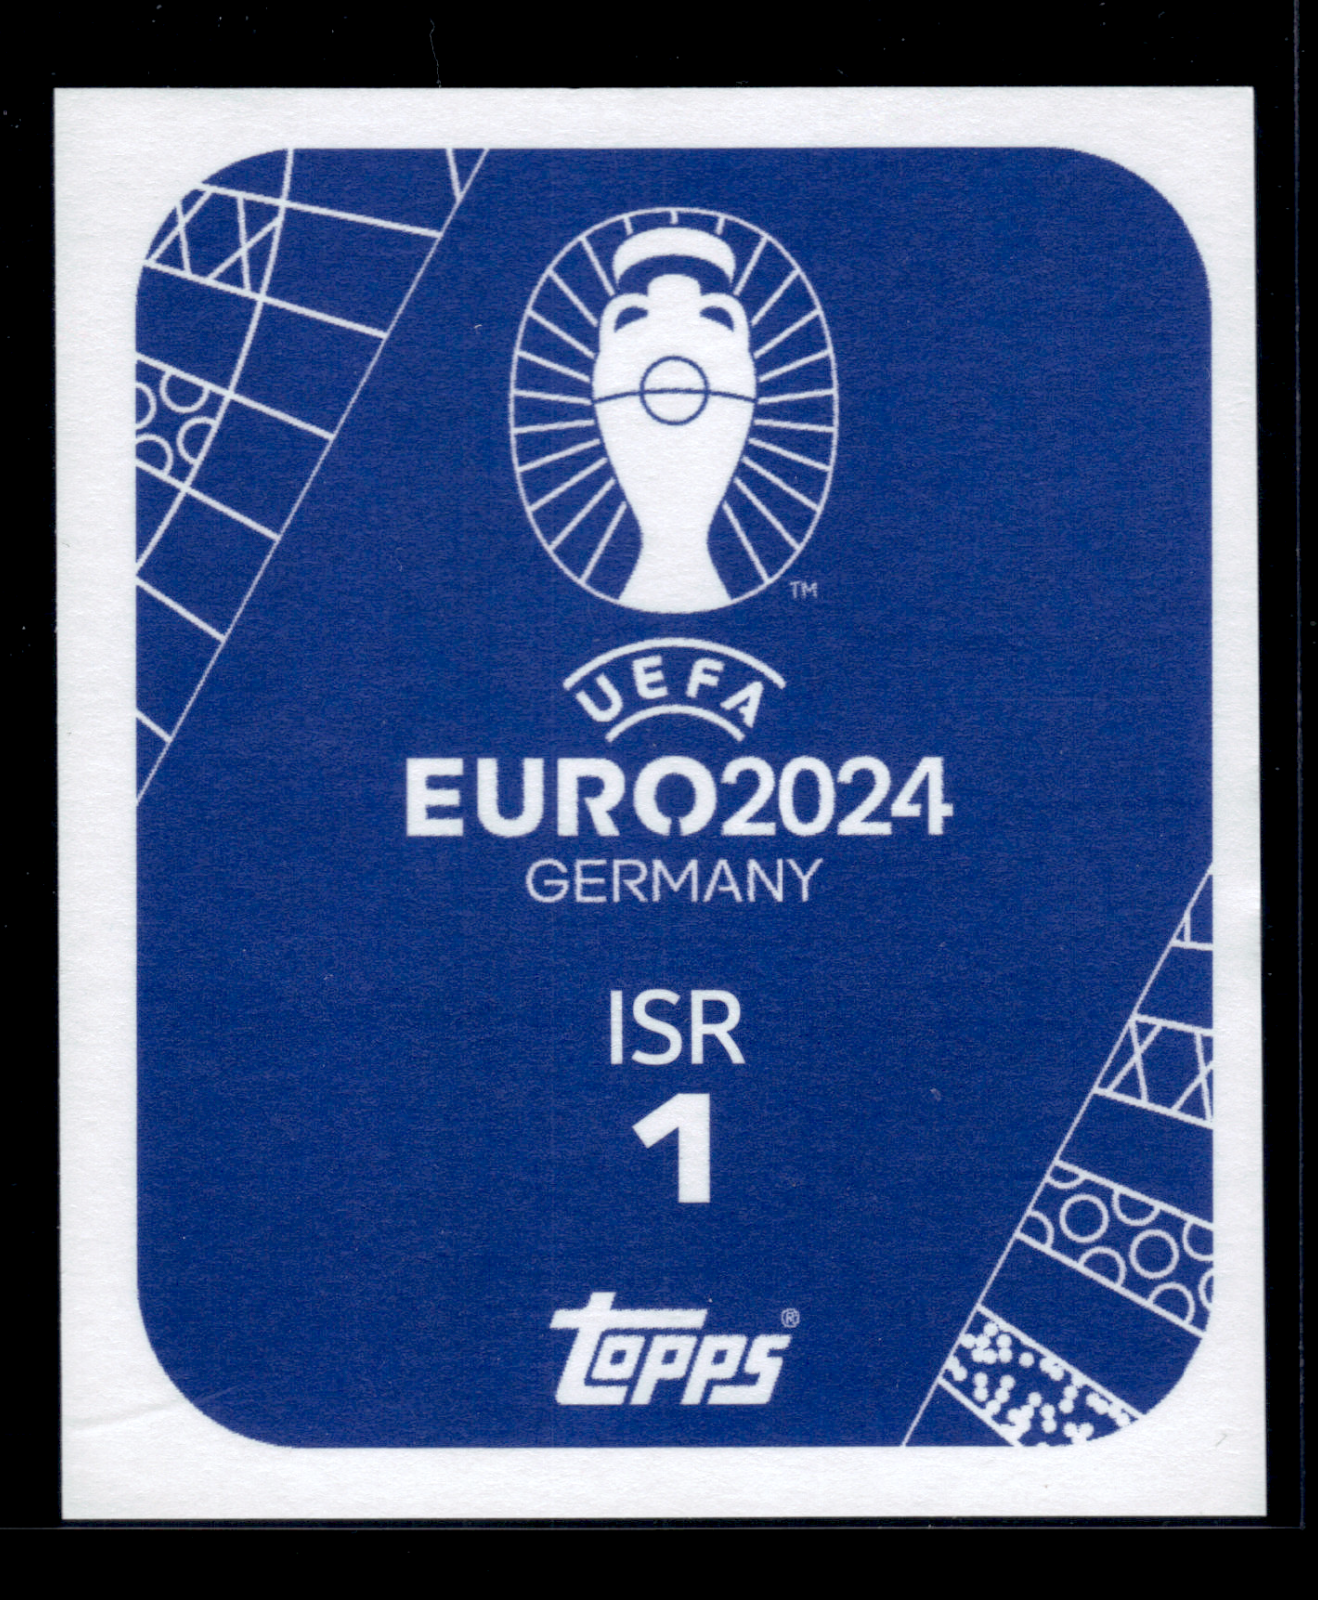 TM
UEFA
EURO2024
GERMANY
ISR
1
topps®